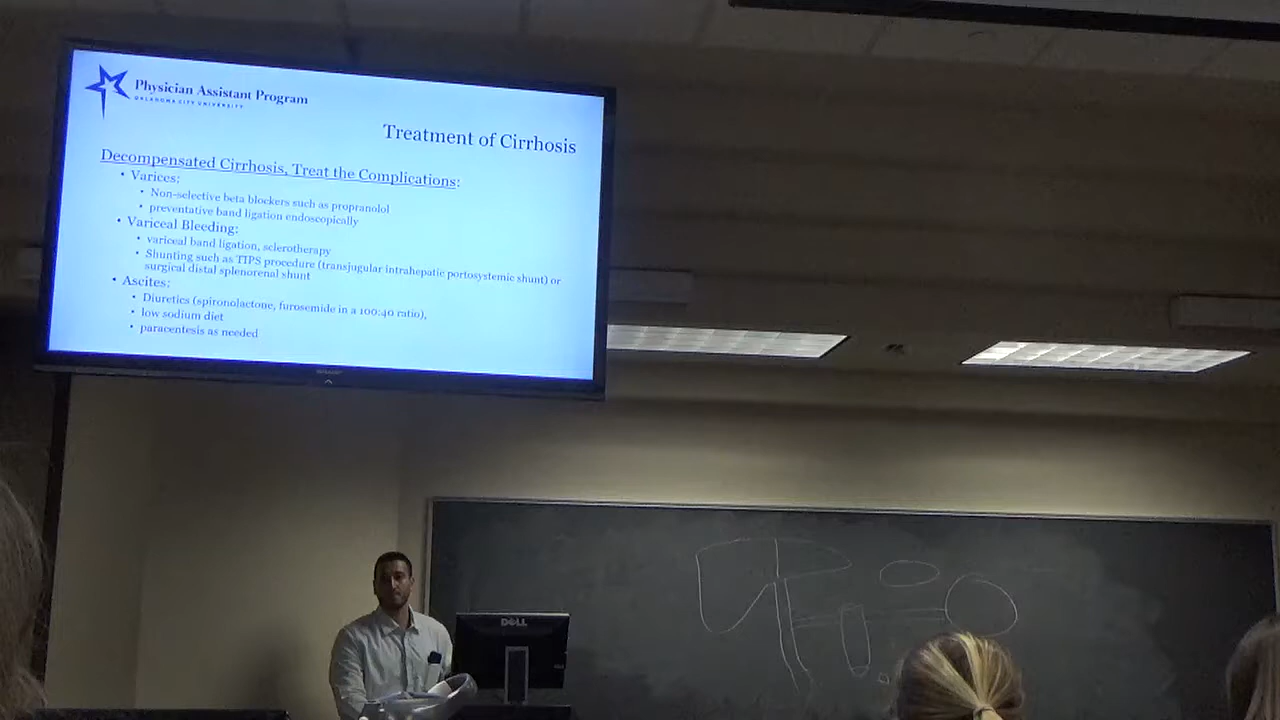 Physician Assistant Program
OKLAHOMA CITY UNIVERSITY
Treatment of Cirrhosis
Decompensated Cirrhosis, Treat the Complications:
• Varices:
• Non-selective beta blockers such as propranolol
• preventative band ligation endoscopically
• Variceal Bleeding:
• variceal band ligation, sclerotherapy
• Shunting such as TIPS procedure (transjugular intrahepatic portosystemic shunt) or
surgical distal splenorenal shunt
• Ascites:
• Diuretics (spironolactone, furosemide in a 100:40 ratio),
• low sodium diet
• paracentesis as needed
DELL